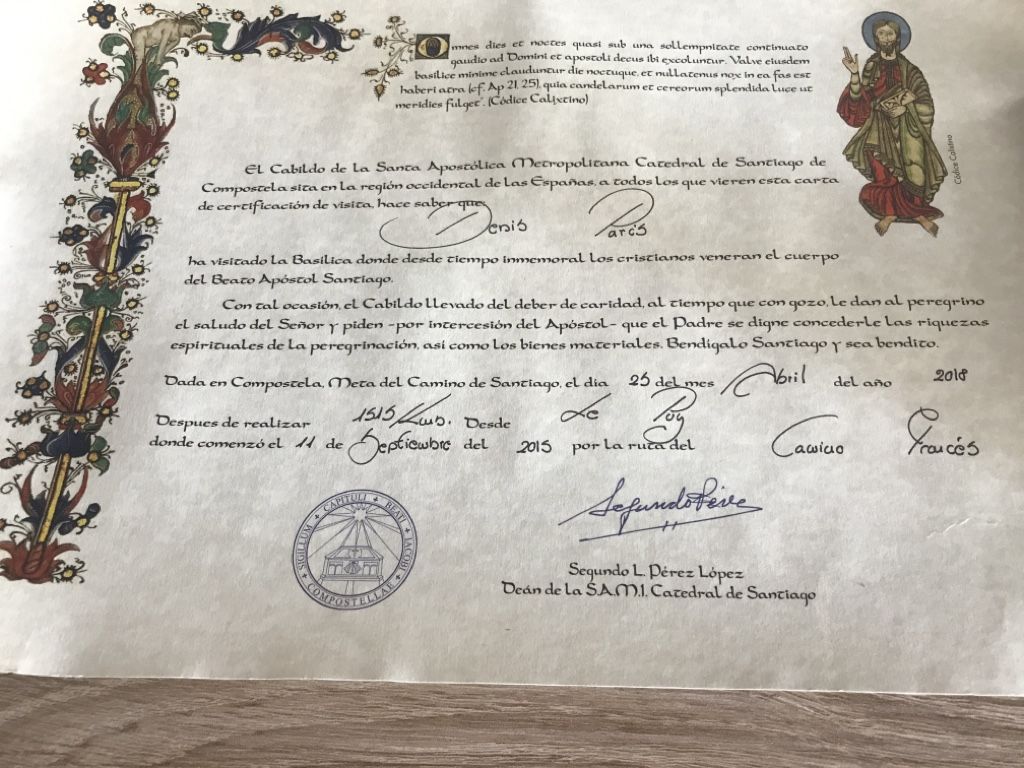 Omnes dies et noctes quasi sub una sollempnitate continuato
gaudio ad Domini et apostoli decus ibi excoluntur. Valve eiusdem
basilice minime clauduntur die noctuque, et nullatenus nox in ea fas est
haberi atra (cf. Ap 21, 25), quia candelarum et cereorum splendida luce ut
meridies fulget". (Códice Calixtino)
Códice Calixtino
El Cabildo de la Santa Apostólica Metropolitana Catedral de Santiago de
Compostela sita en la región occidental de las Españas, a todos los que vieren esta carta
de certificación de visita, hace saber que,
Denis Parés
ha visitado la Basílica donde desde tiempo inmemorial los cristianos veneran el cuerpo
del Beato Apóstol Santiago.
Con tal ocasión, el Cabildo llevado del deber de caridad, al tiempo que con gozo, le dan al peregrino
el saludo del Señor y piden -por intercesión del Apóstol- que el Padre se digne concederle las riquezas
espirituales de la peregrinación, así como los bienes materiales. Bendígalo Santiago y sea bendito.
Dada en Compostela, Meta del Camino de Santiago, el día 25 del mes Abril del año 2018
Despues de realizar 1515 Kms. Desde Le Puy
donde comenzó el 11 de Septiembre del 2015 por la ruta del Camino Francés
SIGILLUM CAPITULI BEATI IACOBI COMPOSTELLAE
Segundo Pérez
Segundo L. Pérez López
Deán de la S.A.M.I. Catedral de Santiago